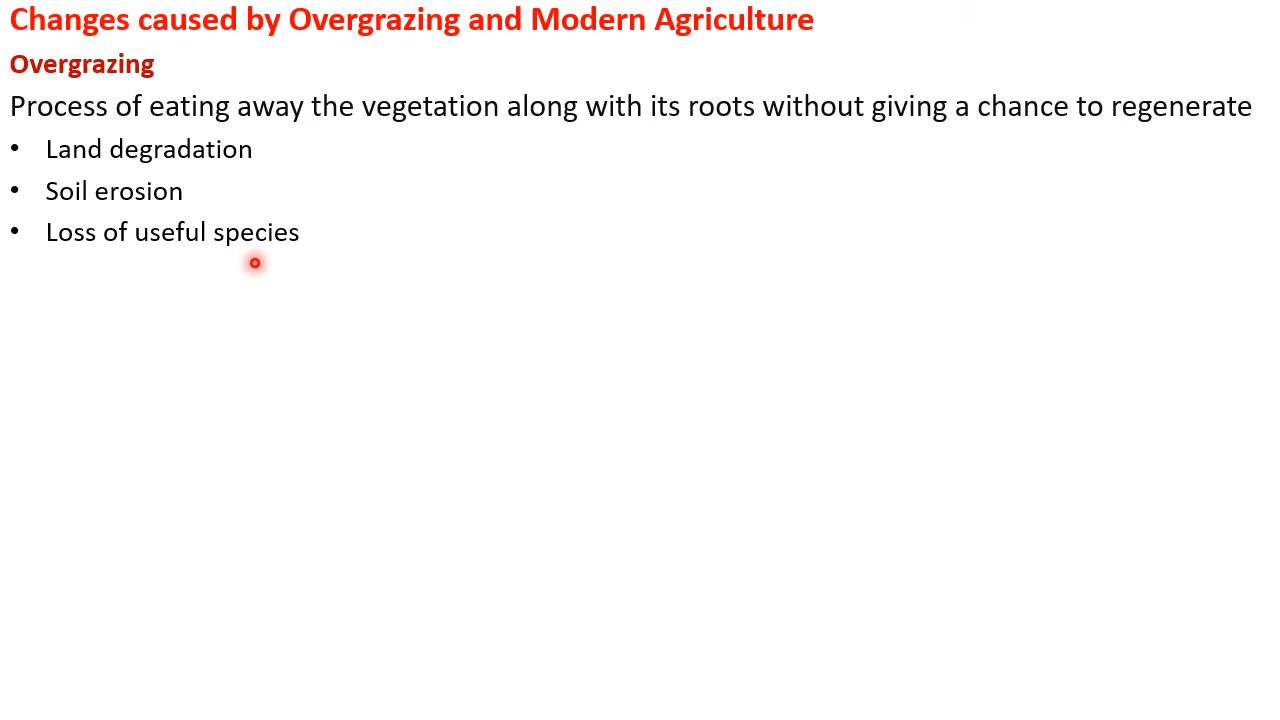 Changes caused by Overgrazing and Modern Agriculture
Overgrazing
Process of eating away the vegetation along with its roots without giving a chance to regenerate
• Land degradation
• Soil erosion
• Loss of useful species